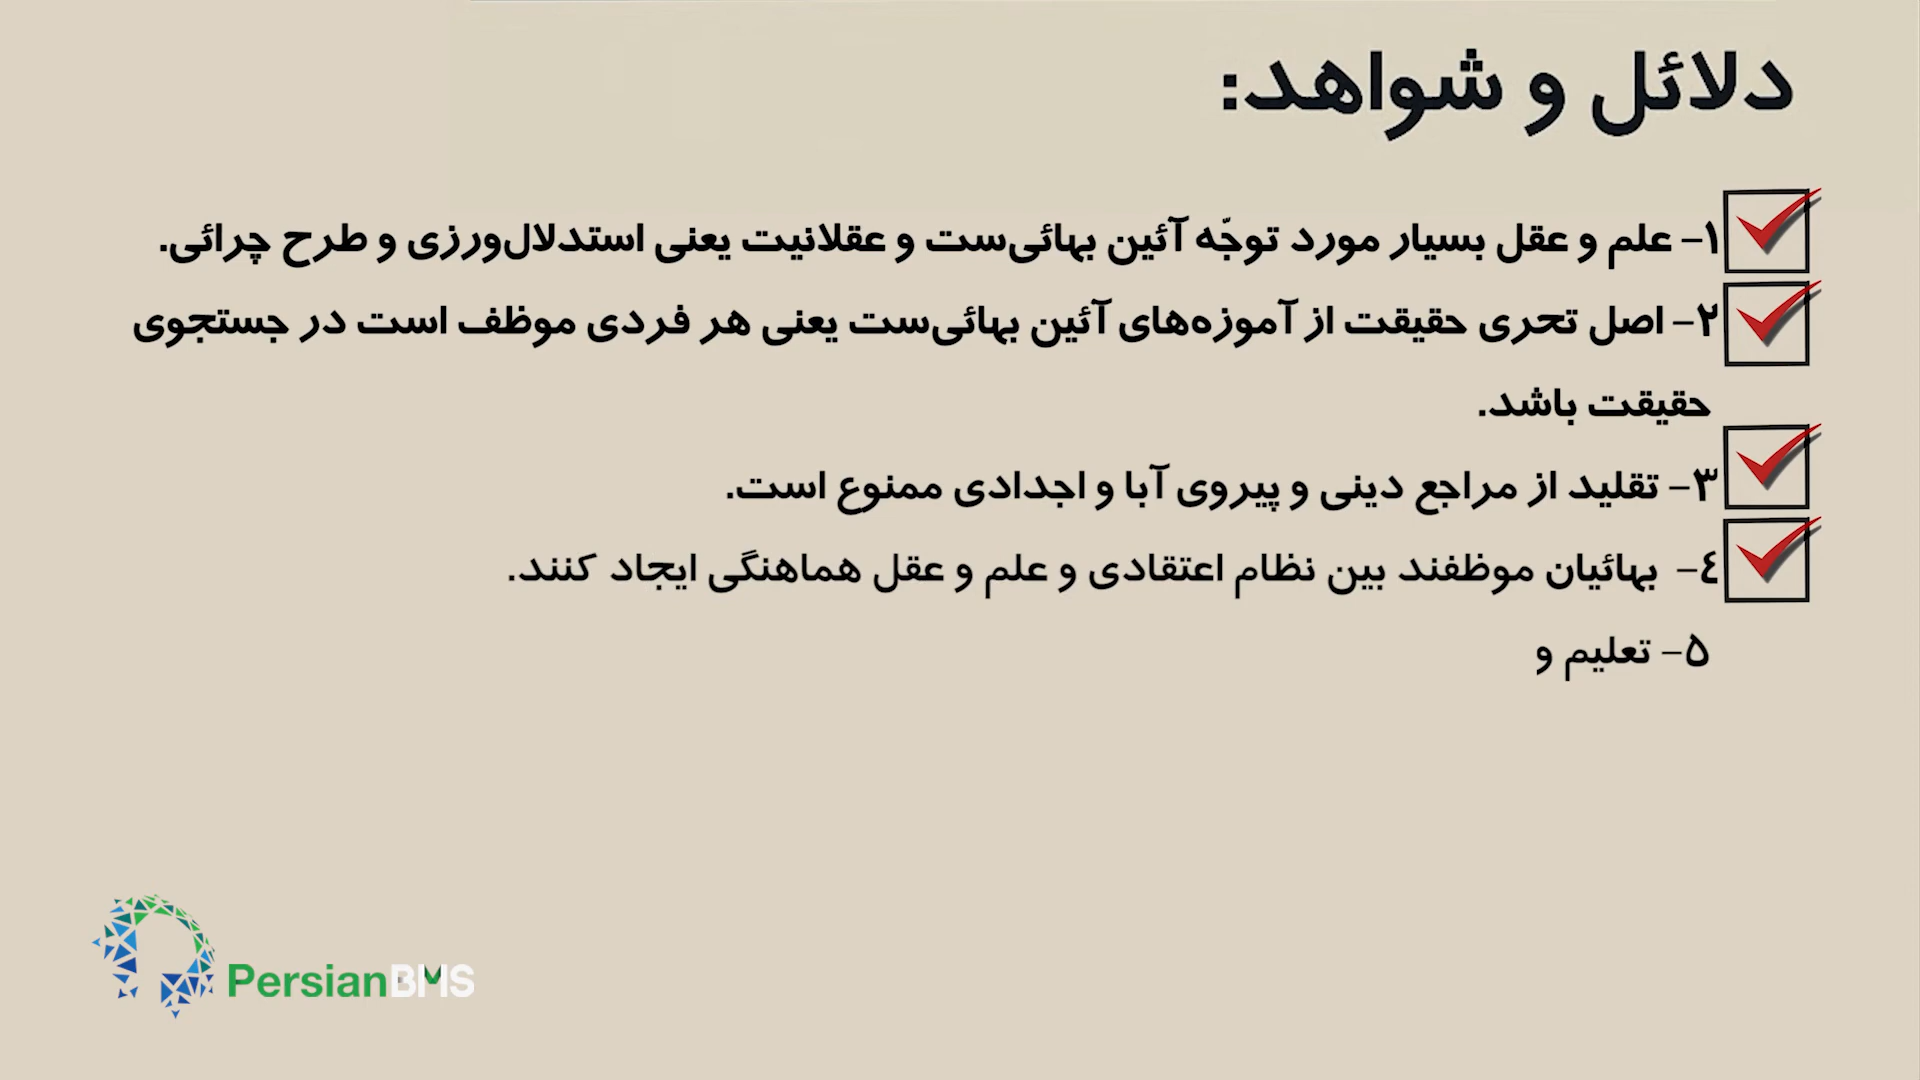 دلائل و شواهد:
۱- علم و عقل بسیار مورد توجّه آئین بهائی‌ست و عقلانیت یعنی استدلال‌ورزی و طرح چرائی.
۲- اصل تحری حقیقت از آموزه‌های آئین بهائی‌ست یعنی هر فردی موظف است در جستجوی
حقیقت باشد.
۳- تقلید از مراجع دینی و پیروی آبا و اجدادی ممنوع است.
٤- بهائیان موظفند بین نظام اعتقادی و علم و عقل هماهنگی ایجاد کنند.
۵- تعلیم و
PersianBMS